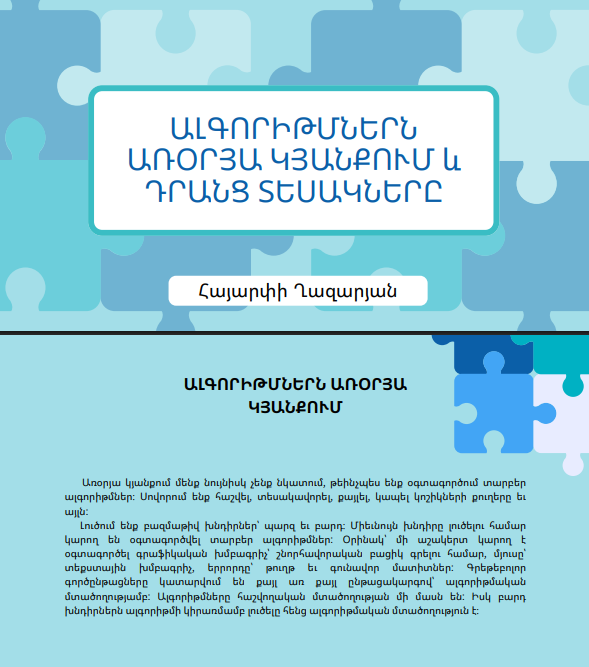 ԱԼԳՈՐԻԹՄՆԵՐՆ
ԱՌՕՐՅԱ ԿՅԱՆՔՈՒՄ և
ԴՐԱՆՑ ՏԵՍԱԿՆԵՐԸ
Հայարփի Ղազարյան
ԱԼԳՈՐԻԹՄՆԵՐՆ ԱՌՕՐՅԱ
ԿՅԱՆՔՈՒՄ
Առօրյա կյանքում մենք նույնիսկ չենք նկատում, թեինչպես ենք օգտագործում տարբեր
ալգորիթմներ: Սովորում ենք հաշվել, տեսակավորել, քայլել, կապել կոշիկների քուղերը եւ
այլն:
Լուծում ենք բազմաթիվ խնդիրներ՝ պարզ եւ բարդ: Միեւնույն խնդիրը լուծելու համար
կարող են օգտագործվել տարբեր ալգորիթմներ: Օրինակ՝ մի աշակերտ կարող է
օգտագործել գրաֆիկական խմբագրիչ՝ շնորհավորական բացիկ գրելու համար, մյուսը՝
տեքստային խմբագրիչ, երրորդը՝ թուղթ եւ գունավոր մատիտներ: Գրեթեբոլոր
գործընթացները կատարվում են քայլ առ քայլ ընթացակարգով՝ ալգորիթմական
մտածողությամբ: Ալգորիթմները հաշվողական մտածողության մի մասն են: Իսկ բարդ
խնդիրներն ալգորիթմի կիրառմամբ լուծելը հենց ալգորիթմական մտածողություն է: